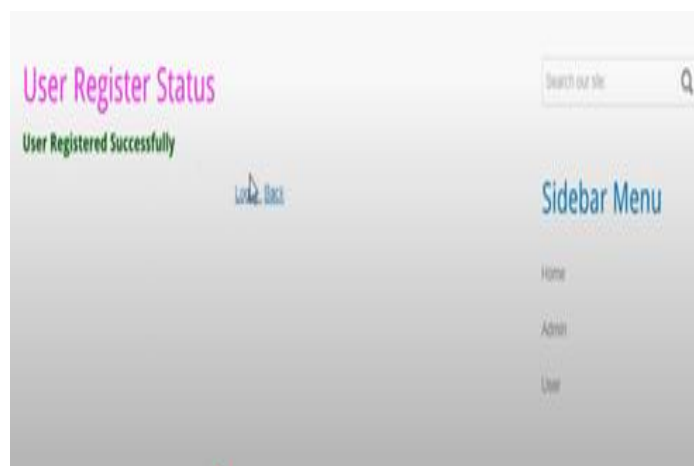 User Register Status
User Registered Successfully
Back
Search our site
Sidebar Menu
Home
Admin
User